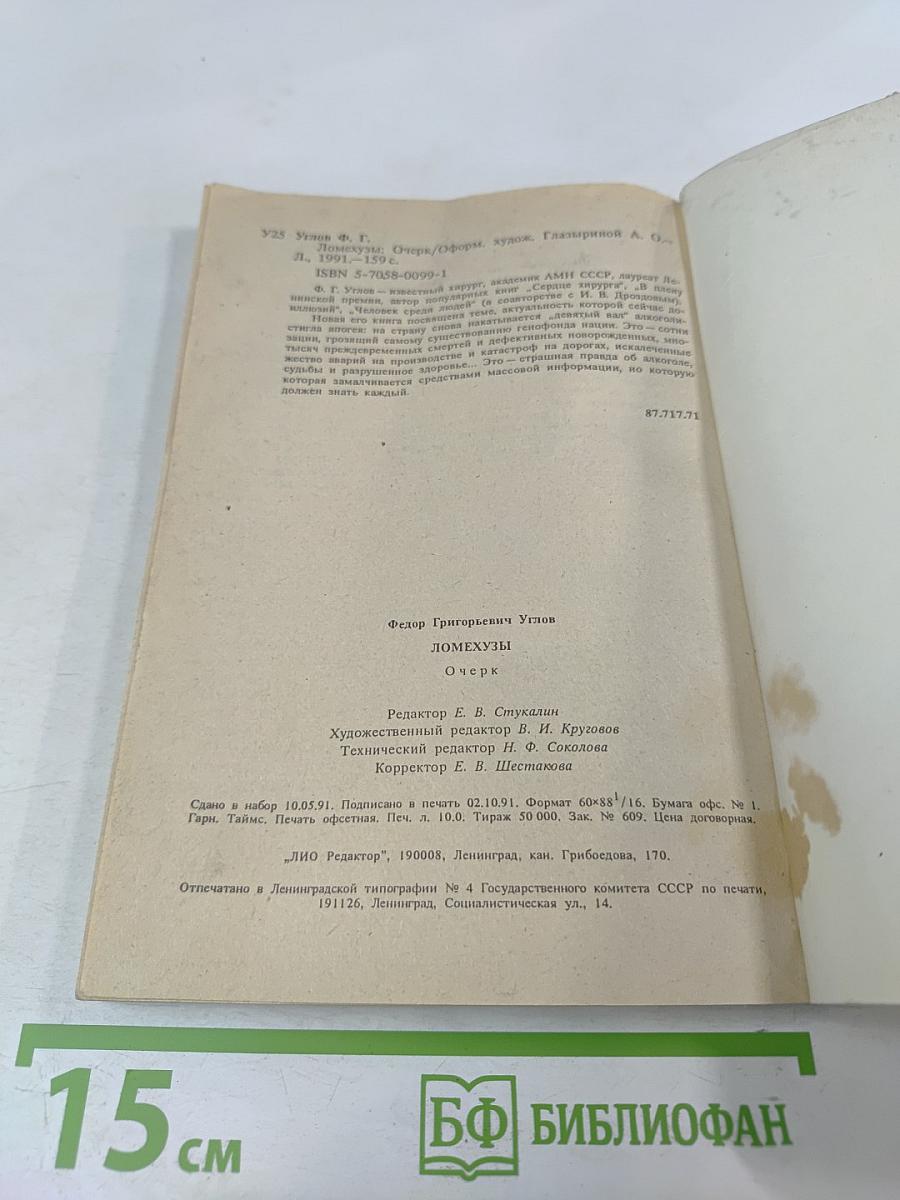 У25 Углов Ф. Г.
Ломехузы: Очерк/Оформ. худож. Глазыриной А. О.—
Л., 1991.—159 с.
ISBN 5-7058-0099-1
Ф. Г. Углов — известный хирург, академик АМН СССР, лауреат Ле-
нинской премии, автор популярных книг „Сердце хирурга", „В плену
иллюзий", „Человек среди людей" (в соавторстве с И. В. Дроздовым).
Новая его книга посвящена теме, актуальность которой сейчас до-
стигла апогея: на страну снова накатывается „девятый вал" алкоголи-
зации, грозящий самому существованию генофонда нации. Это — сотни
тысяч преждевременных смертей и дефективных новорожденных, мно-
жество аварий на производстве и катастроф на дорогах, искалеченные
судьбы и разрушенное здоровье... Это — страшная правда об алкоголе,
которая замалчивается средствами массовой информации, но которую
должен знать каждый.
87.717.71
Федор Григорьевич Углов
ЛОМЕХУЗЫ
Очерк
Редактор Е. В. Стукалин
Художественный редактор В. И. Круговов
Технический редактор Н. Ф. Соколова
Корректор Е. В. Шестакова
Сдано в набор 10.05.91. Подписано в печать 02.10.91. Формат 60×88¹/16. Бумага офс. № 1.
Гарн. Таймс. Печать офсетная. Печ. л. 10.0. Тираж 50 000. Зак. № 609. Цена договорная.
„ЛИО Редактор", 190008, Ленинград, кан. Грибоедова, 170.
Отпечатано в Ленинградской типографии № 4 Государственного комитета СССР по печати,
191126, Ленинград, Социалистическая ул., 14.
15 см
БФ БИБЛИОФАН